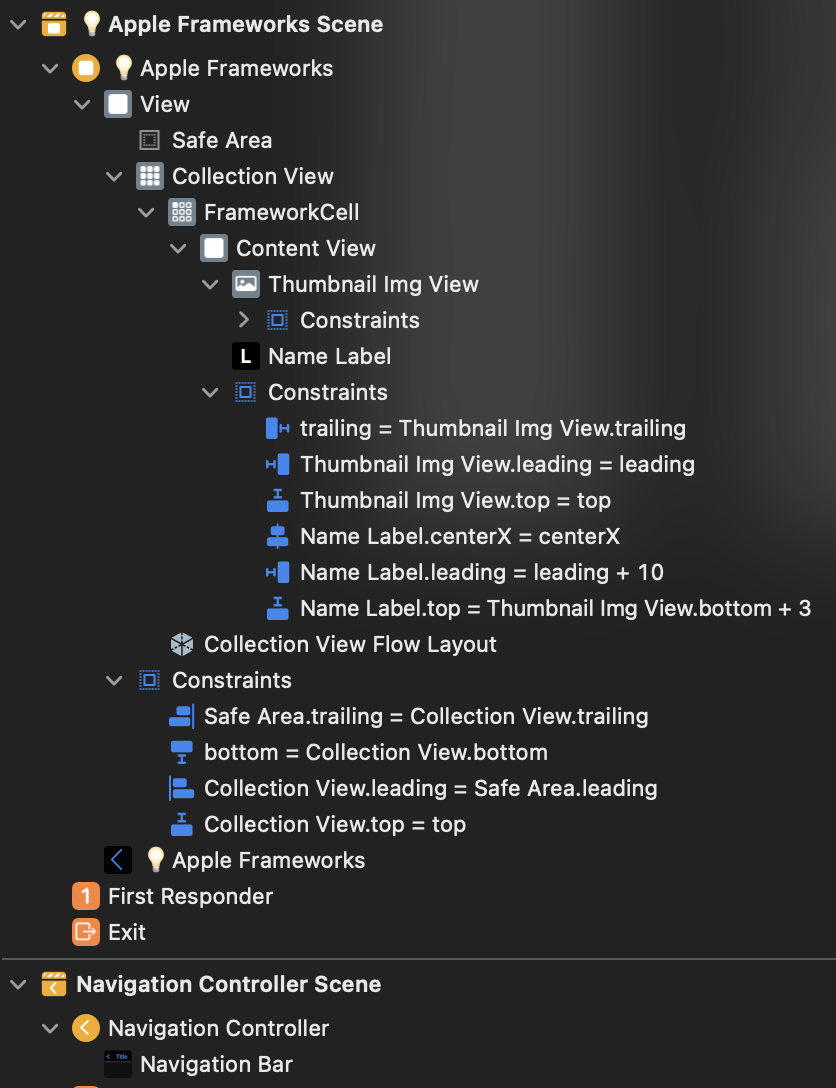 💡 Apple Frameworks Scene
💡 Apple Frameworks
View
Safe Area
Collection View
FrameworkCell
Content View
Thumbnail Img View
Constraints
L Name Label
Constraints
trailing = Thumbnail Img View.trailing
Thumbnail Img View.leading = leading
Thumbnail Img View.top = top
Name Label.centerX = centerX
Name Label.leading = leading + 10
Name Label.top = Thumbnail Img View.bottom + 3
Collection View Flow Layout
Constraints
Safe Area.trailing = Collection View.trailing
bottom = Collection View.bottom
Collection View.leading = Safe Area.leading
Collection View.top = top
💡 Apple Frameworks
1 First Responder
Exit
Navigation Controller Scene
Navigation Controller
Title Navigation Bar